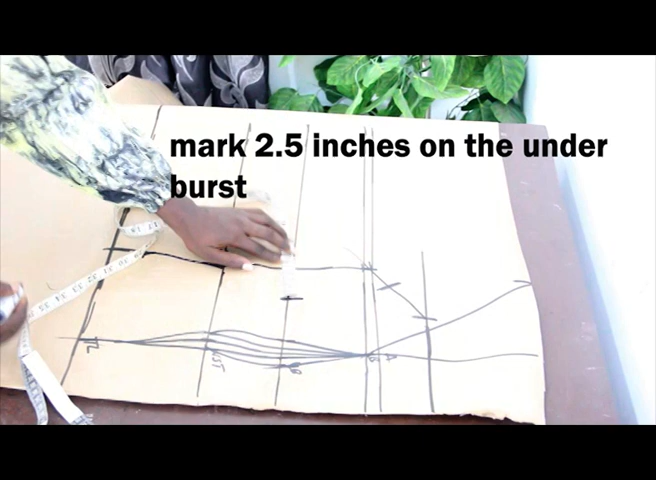 mark 2.5 inches on the under
burst